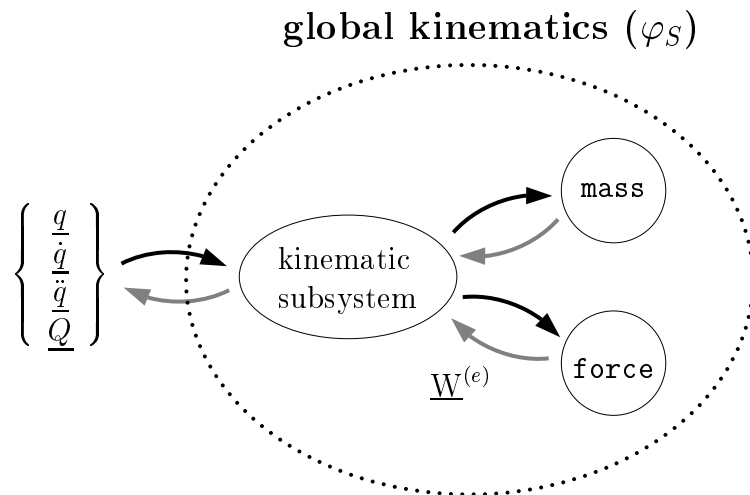 global kinematics (φ_S)
mass
q
q̇
q̈
Q
kinematic
subsystem
force
W^(e)